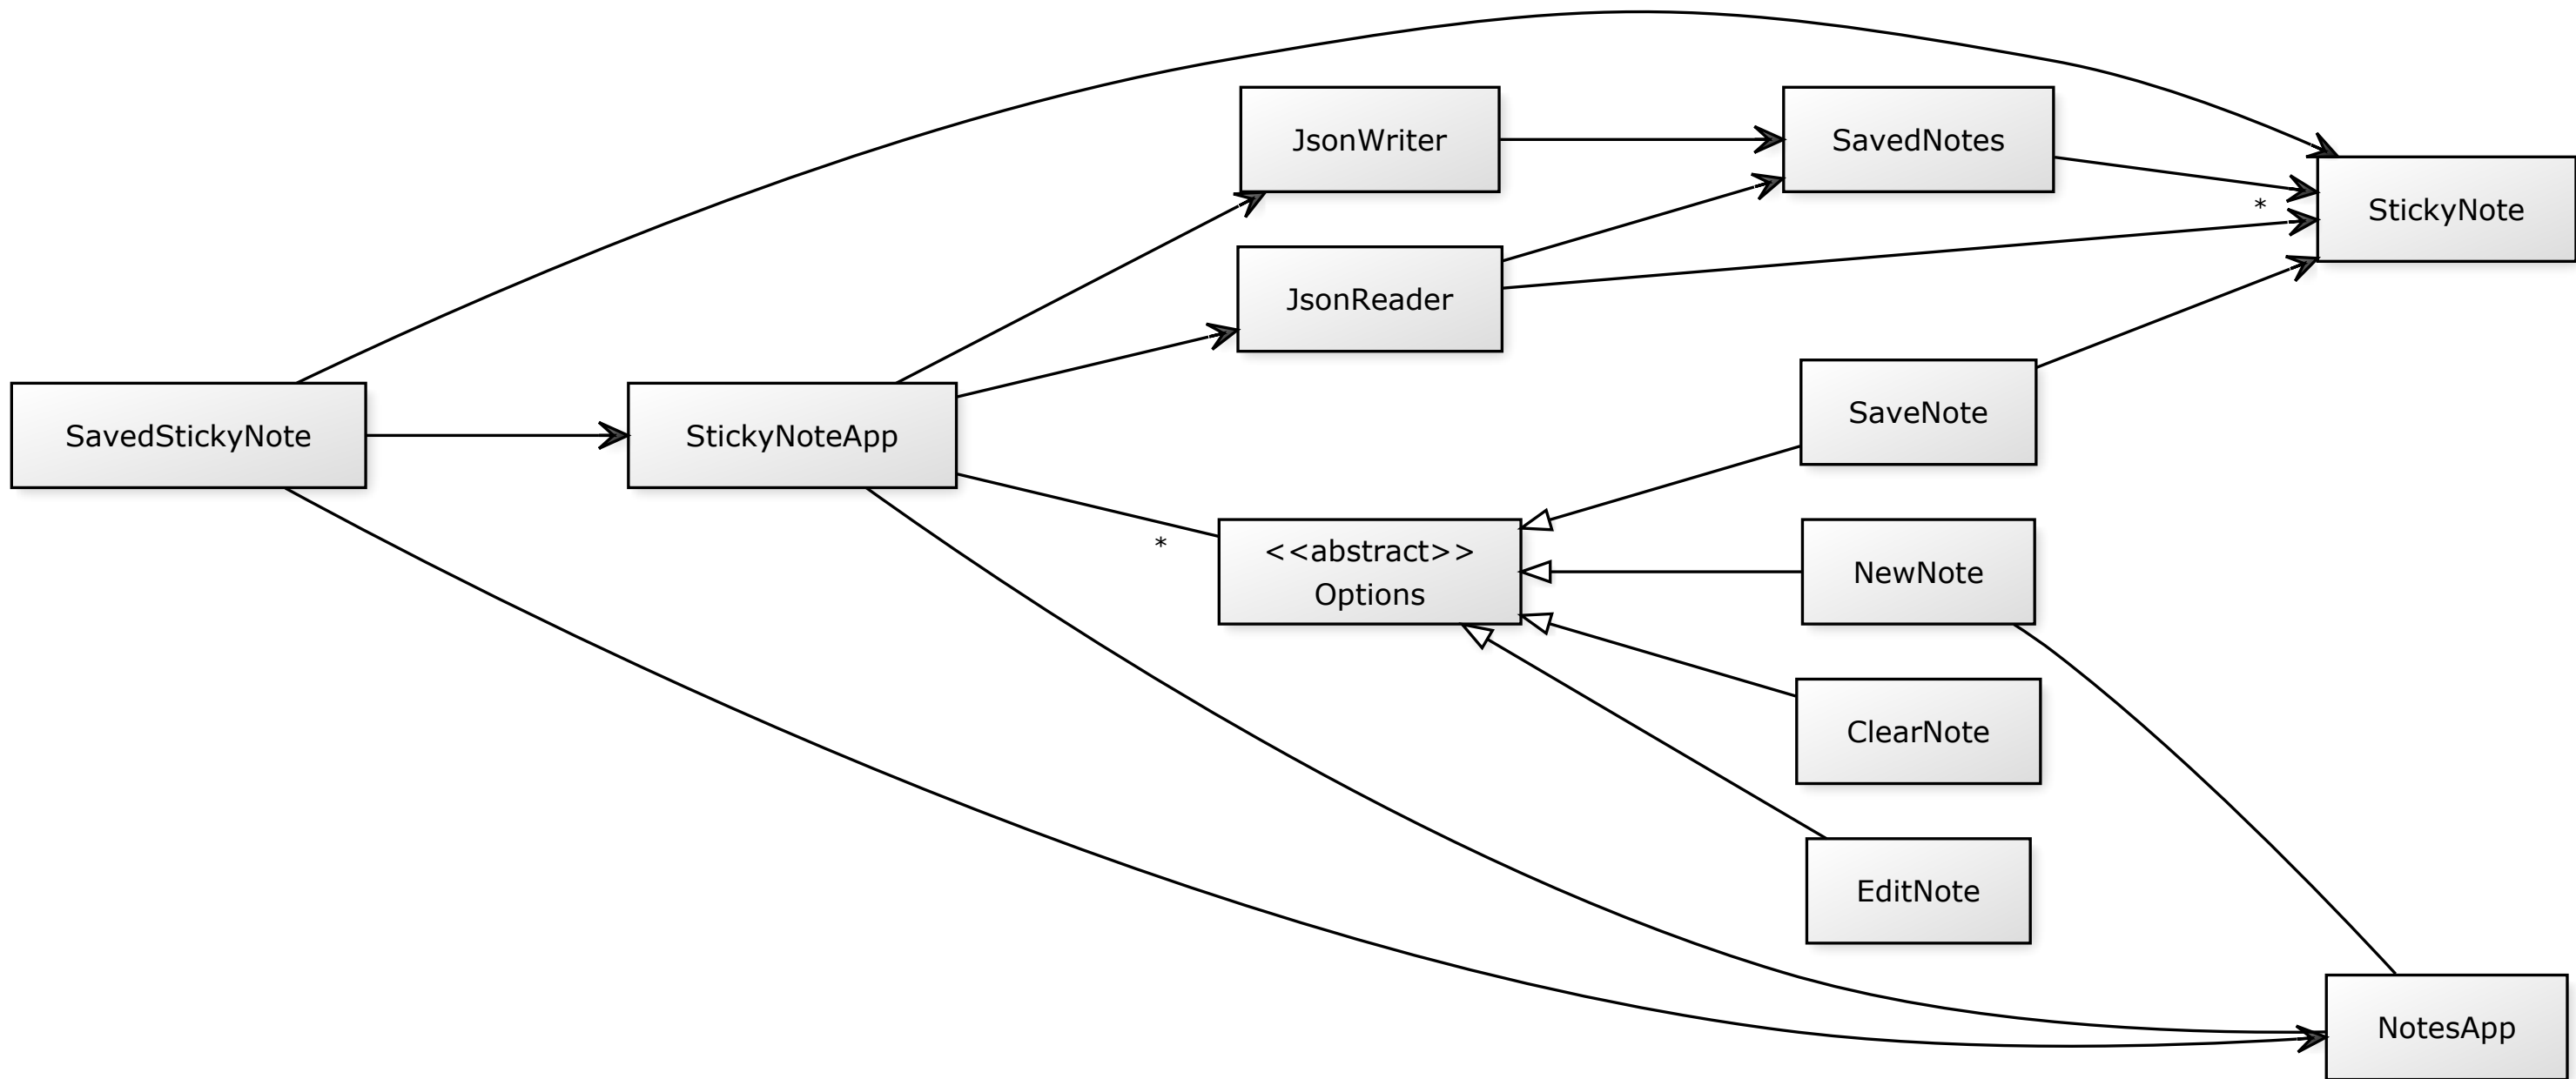 JsonWriter
SavedNotes
StickyNote
*
JsonReader
SaveNote
SavedStickyNote
StickyNoteApp
*
<<abstract>>
Options
NewNote
ClearNote
EditNote
NotesApp